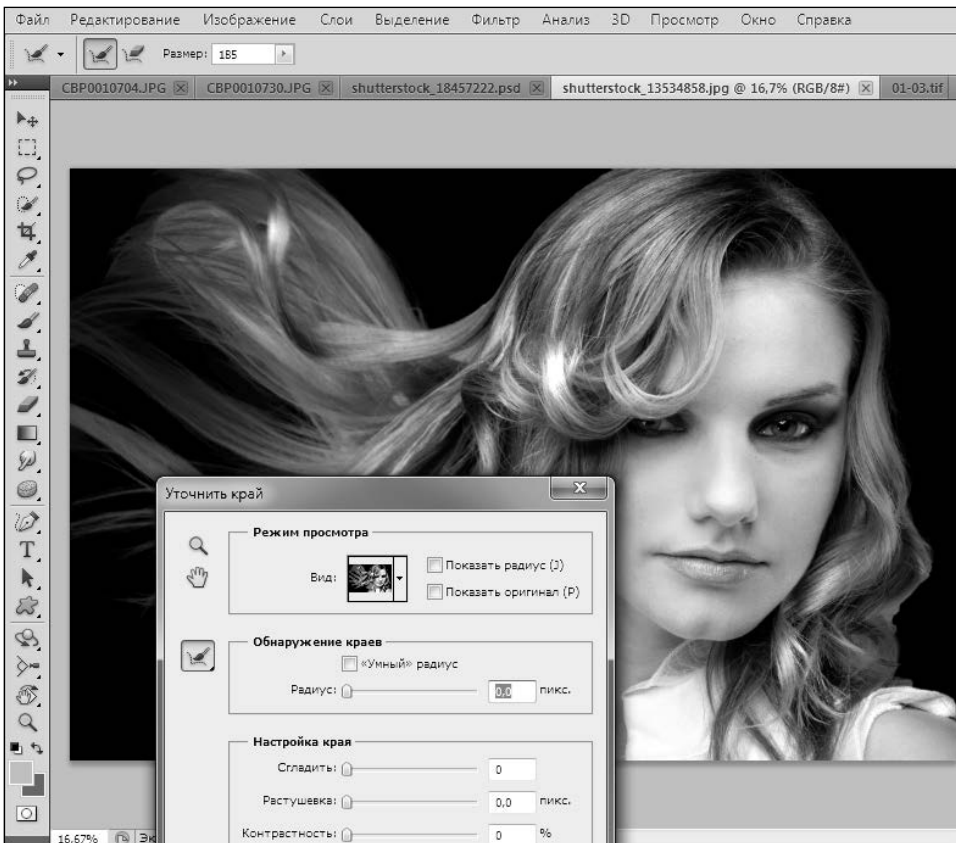 Файл Редактирование Изображение Слои Выделение Фильтр Анализ 3D Просмотр Окно Справка
Размер: 185
CBP0010704.JPG CBP0010730.JPG shutterstock_18457222.psd shutterstock_13534858.jpg @ 16,7% (RGB/8#) 01-03.tif
Уточнить край
Режим просмотра
Вид:
Показать радиус (J)
Показать оригинал (P)
Обнаружение краев
«Умный» радиус
Радиус: 0,0 пикс.
Настройка края
Сгладить: 0
Растушевка: 0,0 пикс.
Контрастность: 0 %
16,67% Эк